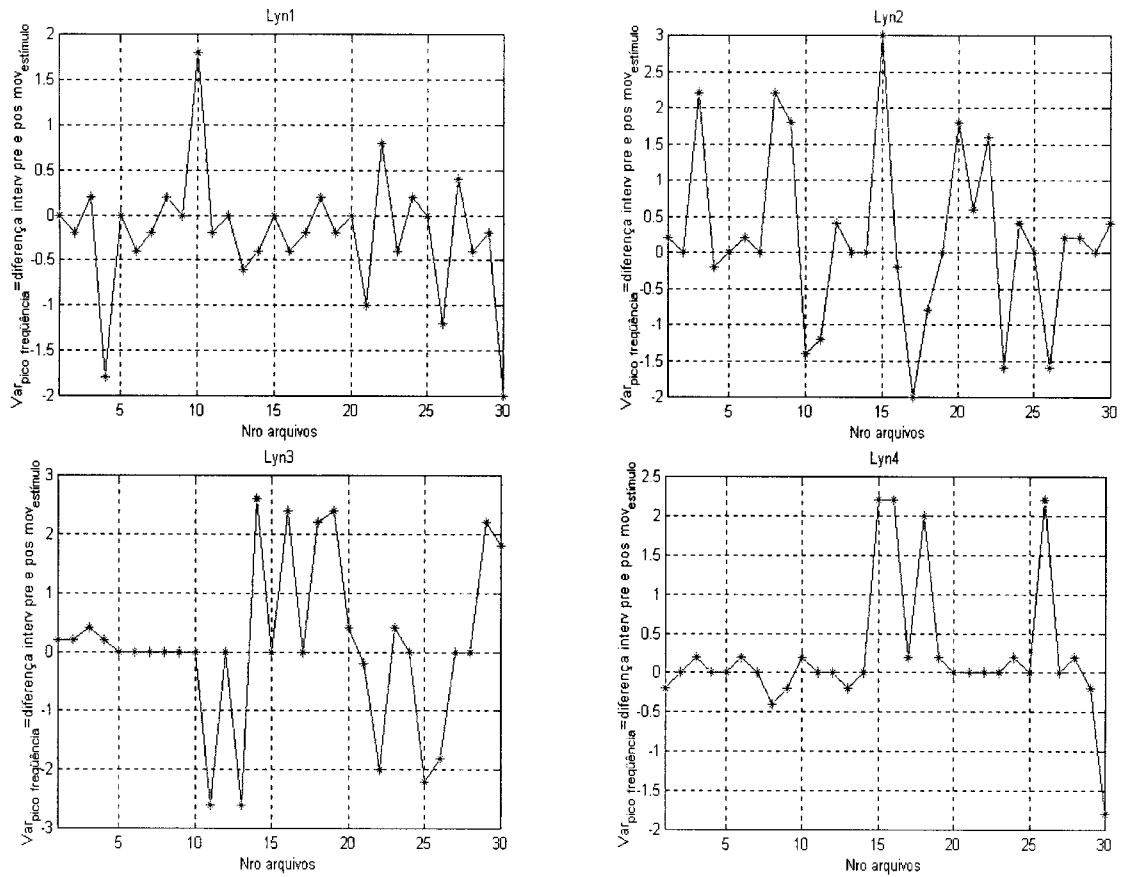 Lyn1
Var pico freqüência=diferença interv pre e pos mov estímulo
2
1.5
1
0.5
0
-0.5
-1
-1.5
-2
5 10 15 20 25 30
Nro arquivos
Lyn2
Var pico freqüência=diferença interv pre e pos mov estímulo
3
2.5
2
1.5
1
0.5
0
-0.5
-1
-1.5
-2
5 10 15 20 25 30
Nro arquivos
Lyn3
Var pico freqüência=diferença interv pre e pos mov estímulo
3
2
1
0
-1
-2
-3
5 10 15 20 25 30
Nro arquivos
Lyn4
Var pico freqüência=diferença interv pre e pos mov estímulo
2.5
2
1.5
1
0.5
0
-0.5
-1
-1.5
-2
5 10 15 20 25 30
Nro arquivos